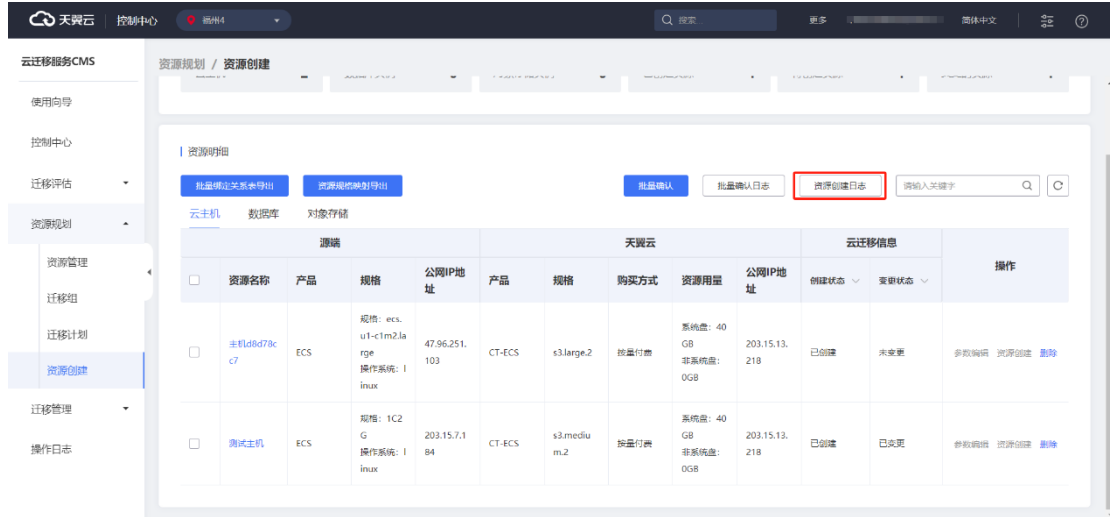 天翼云 控制中心 福州4 搜索... 更多 简体中文
云迁移服务CMS
资源规划 / 资源创建
使用向导
控制中心
迁移评估
资源规划
资源管理
迁移组
迁移计划
资源创建
迁移管理
操作日志
资源明细
批量绑定关系表导出 资源规格映射导出 批量确认 批量确认日志 资源创建日志 请输入关键字
云主机 数据库 对象存储
源端 天翼云 云迁移信息 操作
资源名称 产品 规格 公网IP地 产品 规格 购买方式 资源用量 公网IP地 创建状态 变更状态
址 址
规格：ecs.
u1-c1m2.la
rge
操作系统：l
inux
主机d8d78c
c7
ECS
47.96.251.
103
CT-ECS s3.large.2 按量付费
系统盘：40
GB
非系统盘：
0GB
203.15.13.
218
已创建 未变更 参数编辑 资源创建 删除
规格：1C2
G
操作系统：l
inux
测试主机 ECS
203.15.7.1
84
CT-ECS
s3.mediu
m.2
按量付费
系统盘：40
GB
非系统盘：
0GB
203.15.13.
218
已创建 已变更 参数编辑 资源创建 删除